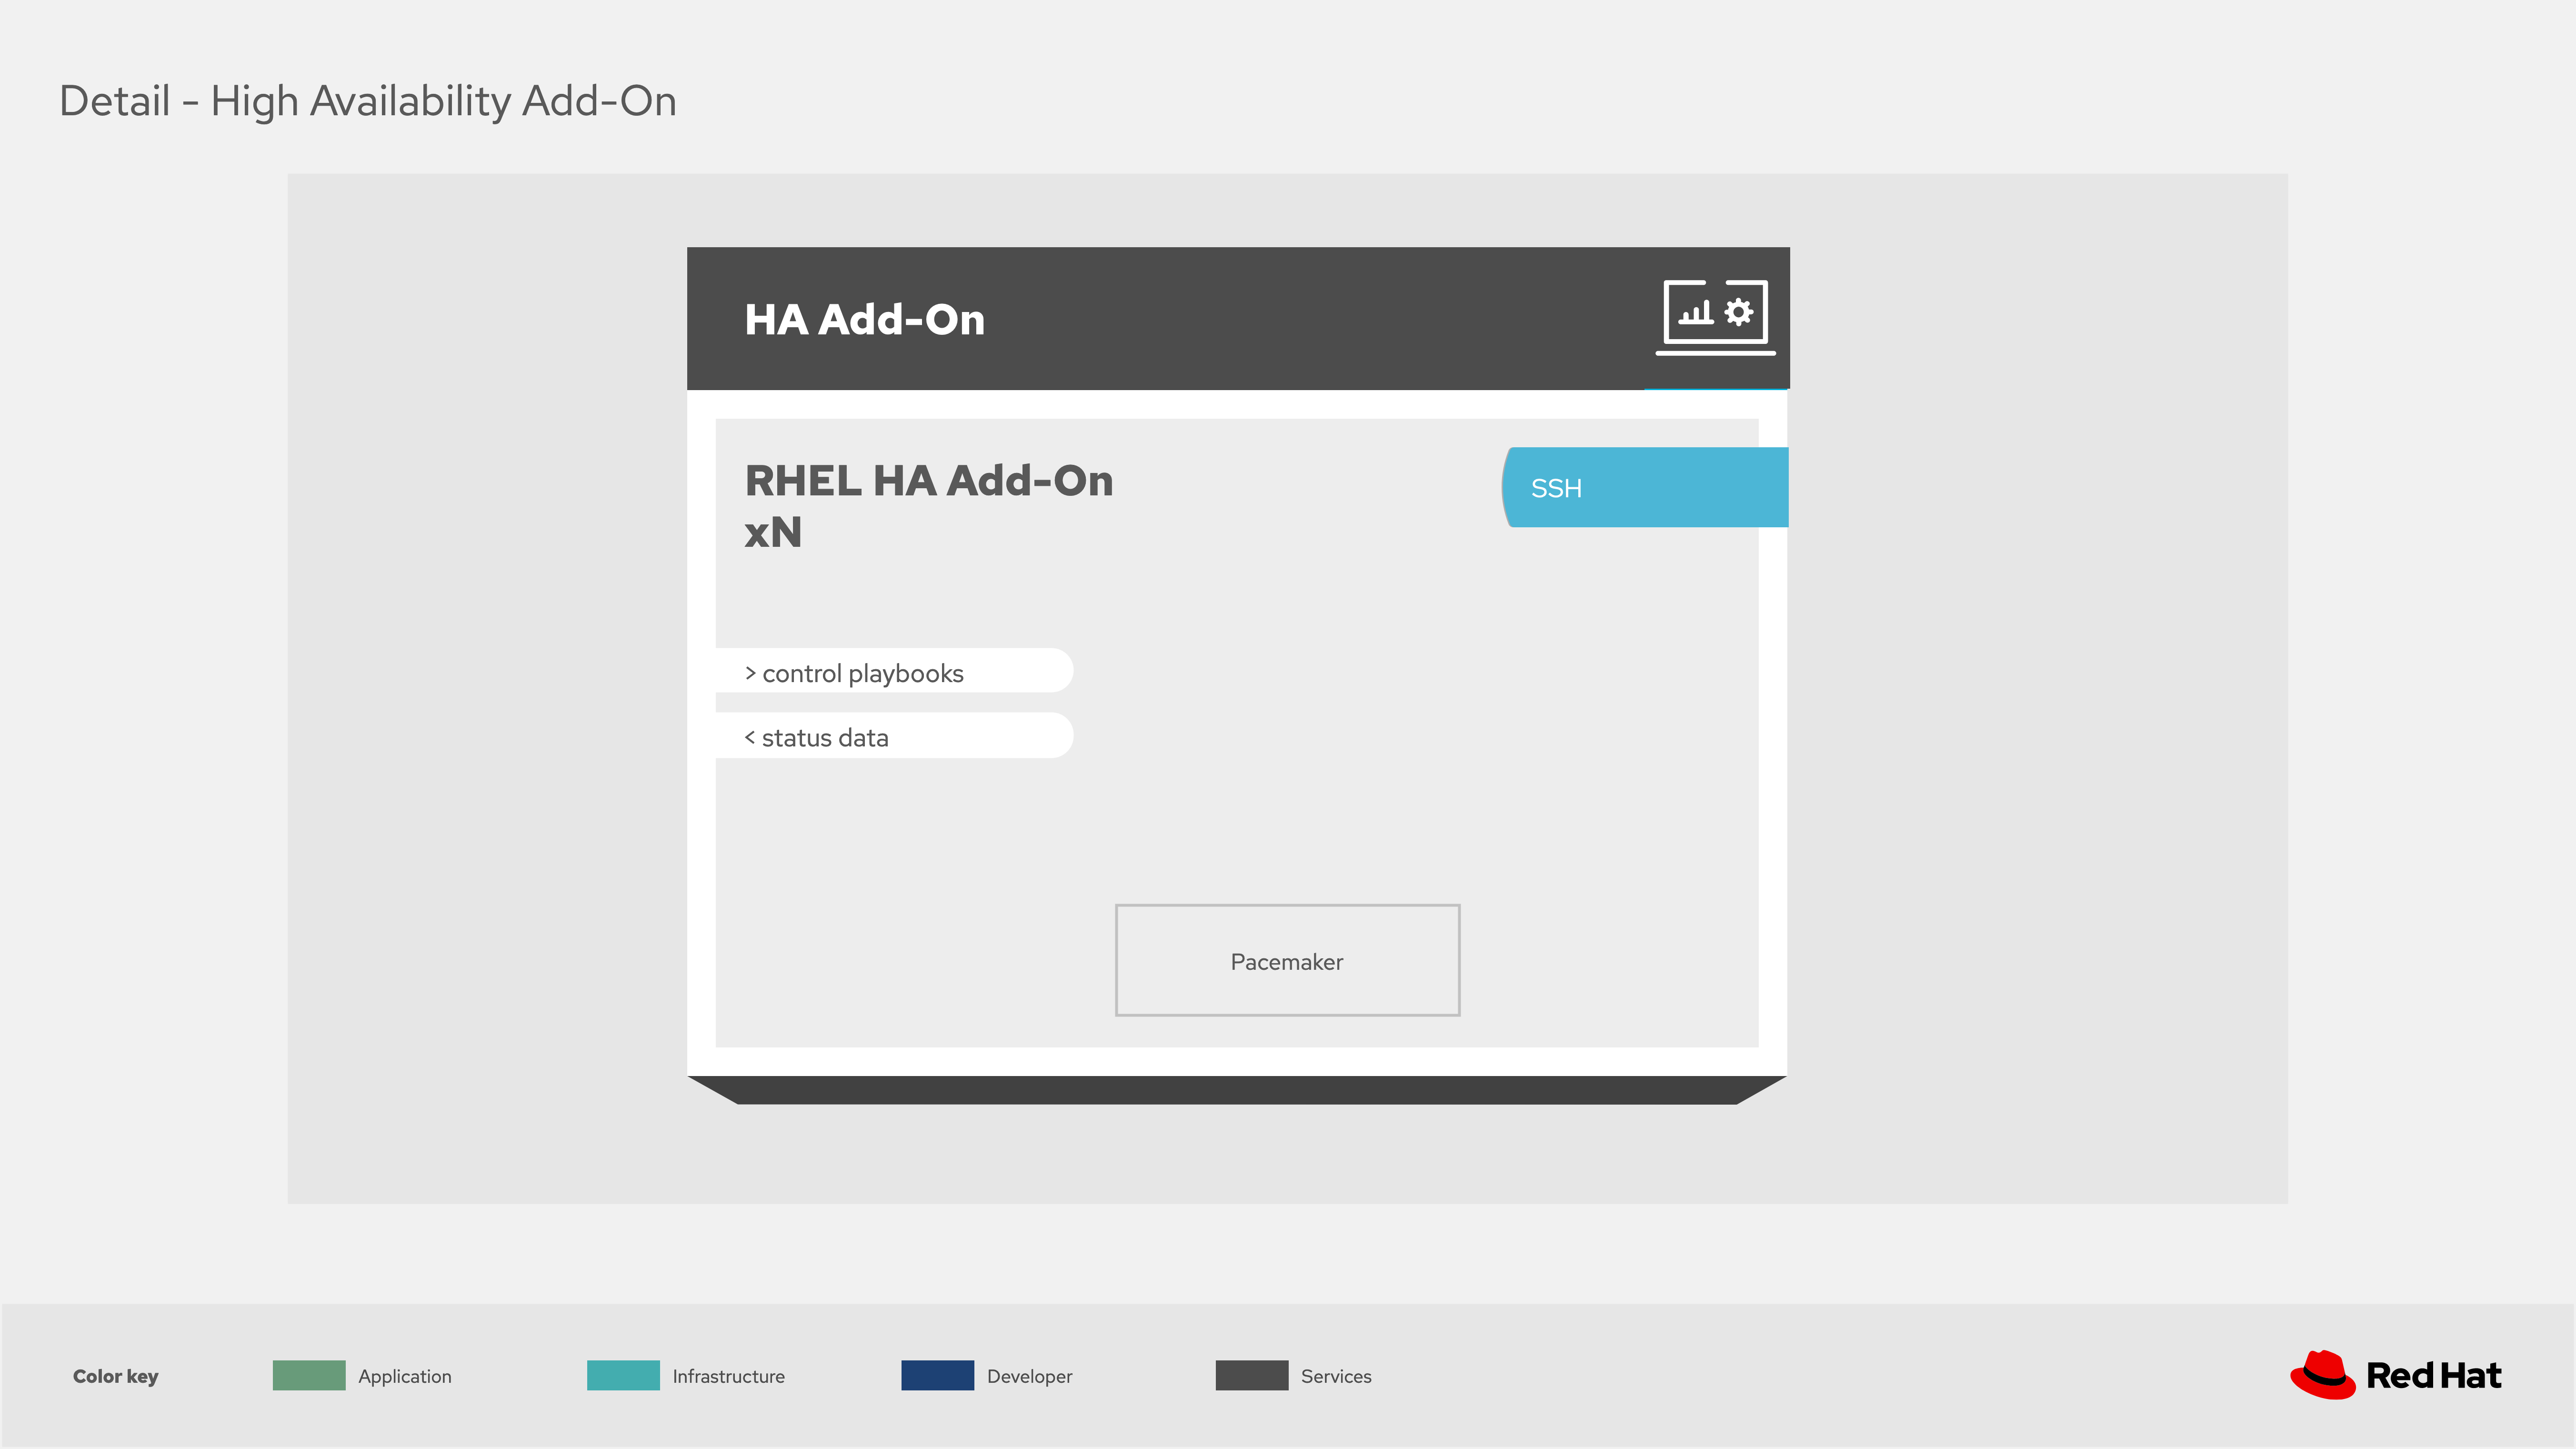 Detail - High Availability Add-On
HA Add-On
RHEL HA Add-On
xN
SSH
> control playbooks
< status data
Pacemaker
Color key
Application
Infrastructure
Developer
Services
Red Hat